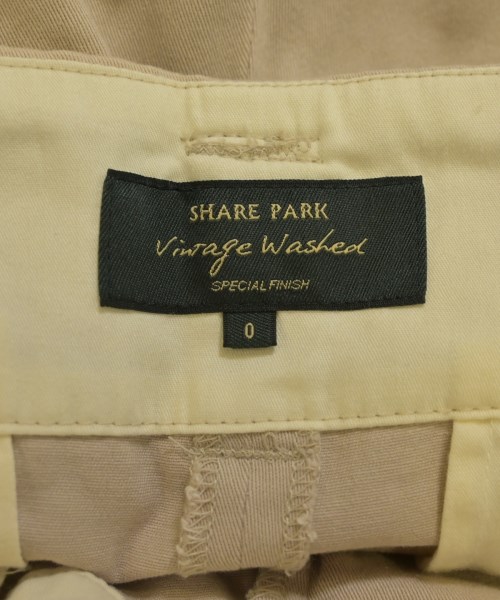 SHARE PARK
Vintage Washed
SPECIAL FINISH
0